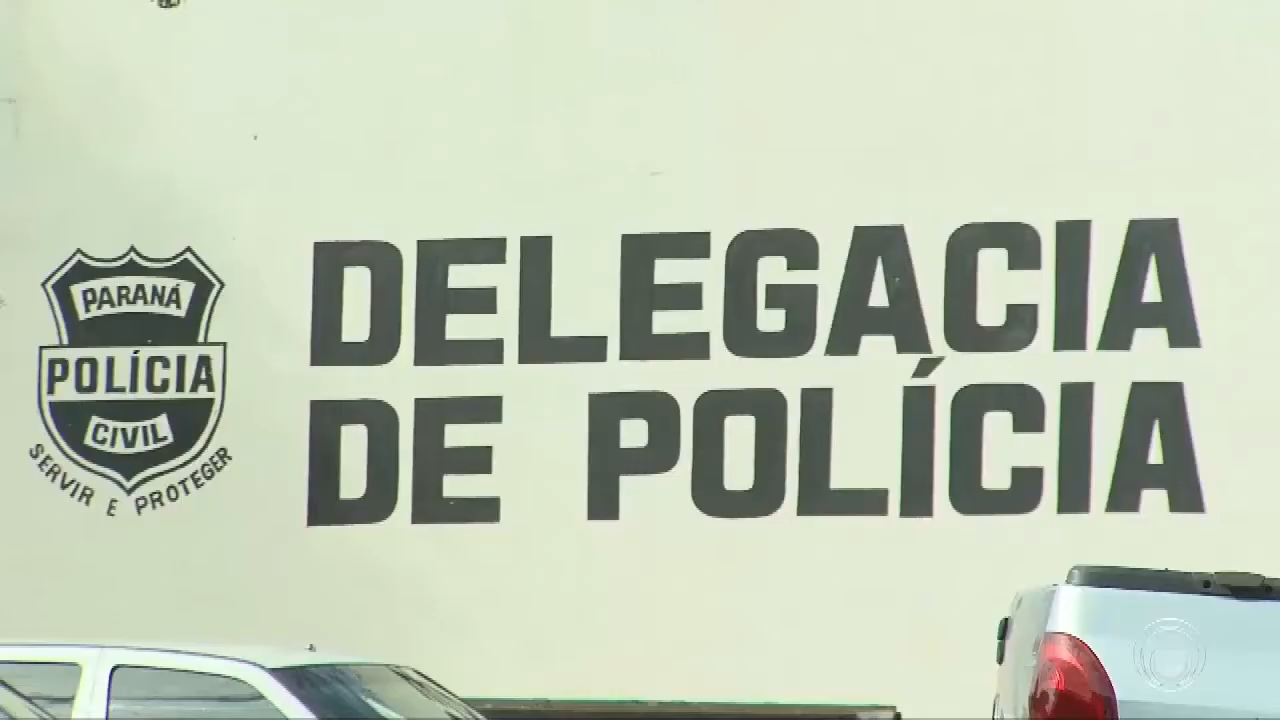 PARANÁ
POLÍCIA
CIVIL
SERVIR E PROTEGER
DELEGACIA
DE POLÍCIA